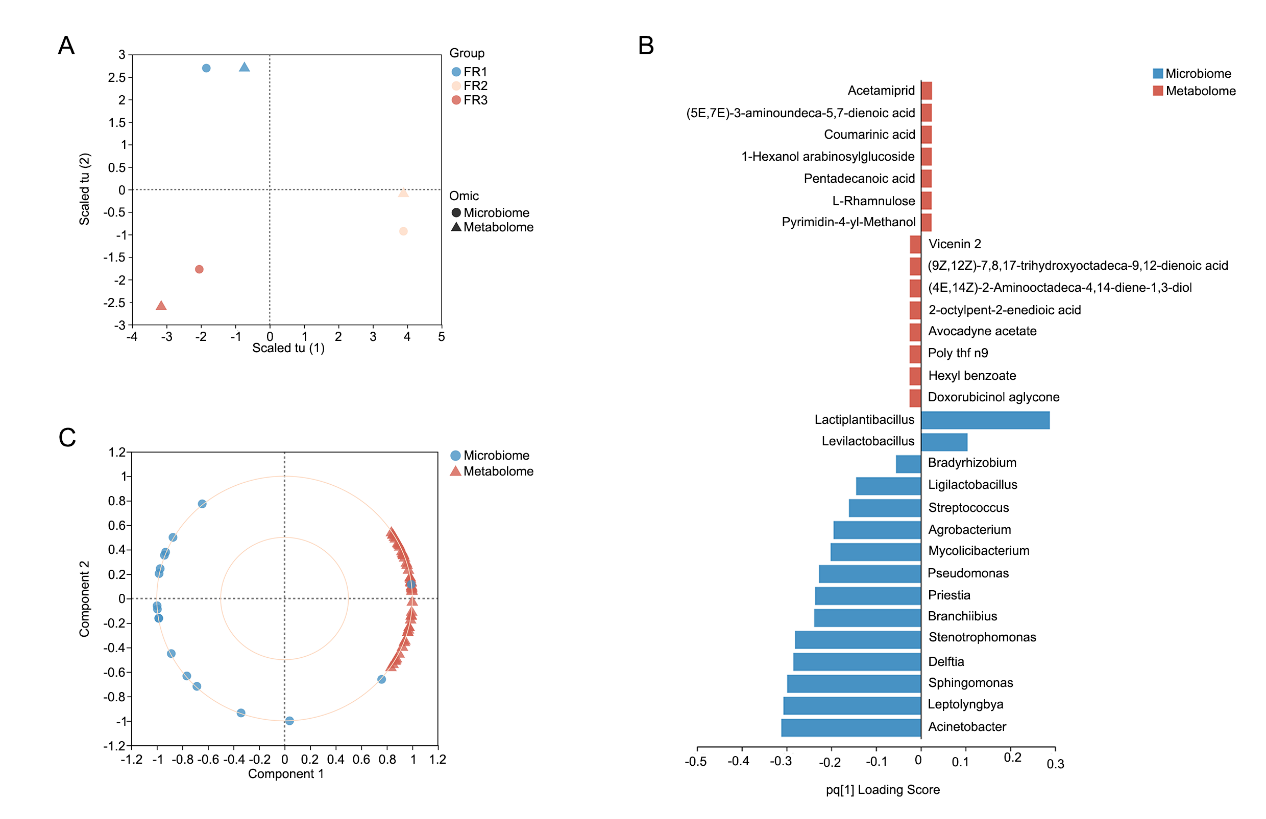 A
Group
FR1
FR2
FR3
Omic
Microbiome
Metabolome
Scaled tu (2)
3
2.5
2
1.5
1
0.5
0
-0.5
-1
-1.5
-2
-2.5
-3
-4 -3 -2 -1 0 1 2 3 4 5
Scaled tu (1)
B
Microbiome
Metabolome
Acetamiprid
(5E,7E)-3-aminoundeca-5,7-dienoic acid
Coumarinic acid
1-Hexanol arabinosylglucoside
Pentadecanoic acid
L-Rhamnulose
Pyrimidin-4-yl-Methanol
Vicenin 2
(9Z,12Z)-7,8,17-trihydroxyoctadeca-9,12-dienoic acid
(4E,14Z)-2-Aminooctadeca-4,14-diene-1,3-diol
2-octylpent-2-enedioic acid
Avocadyne acetate
Poly thf n9
Hexyl benzoate
Doxorubicinol aglycone
Lactiplantibacillus
Levilactobacillus
Bradyrhizobium
Ligilactobacillus
Streptococcus
Agrobacterium
Mycolicibacterium
Pseudomonas
Priestia
Branchiibius
Stenotrophomonas
Delftia
Sphingomonas
Leptolyngbya
Acinetobacter
-0.5 -0.4 -0.3 -0.2 -0.1 0 0.1 0.2 0.3
pq[1] Loading Score
C
Microbiome
Metabolome
Component 2
1.2
1
0.8
0.6
0.4
0.2
0
-0.2
-0.4
-0.6
-0.8
-1
-1.2
-1.2 -1 -0.8 -0.6 -0.4 -0.2 0 0.2 0.4 0.6 0.8 1 1.2
Component 1